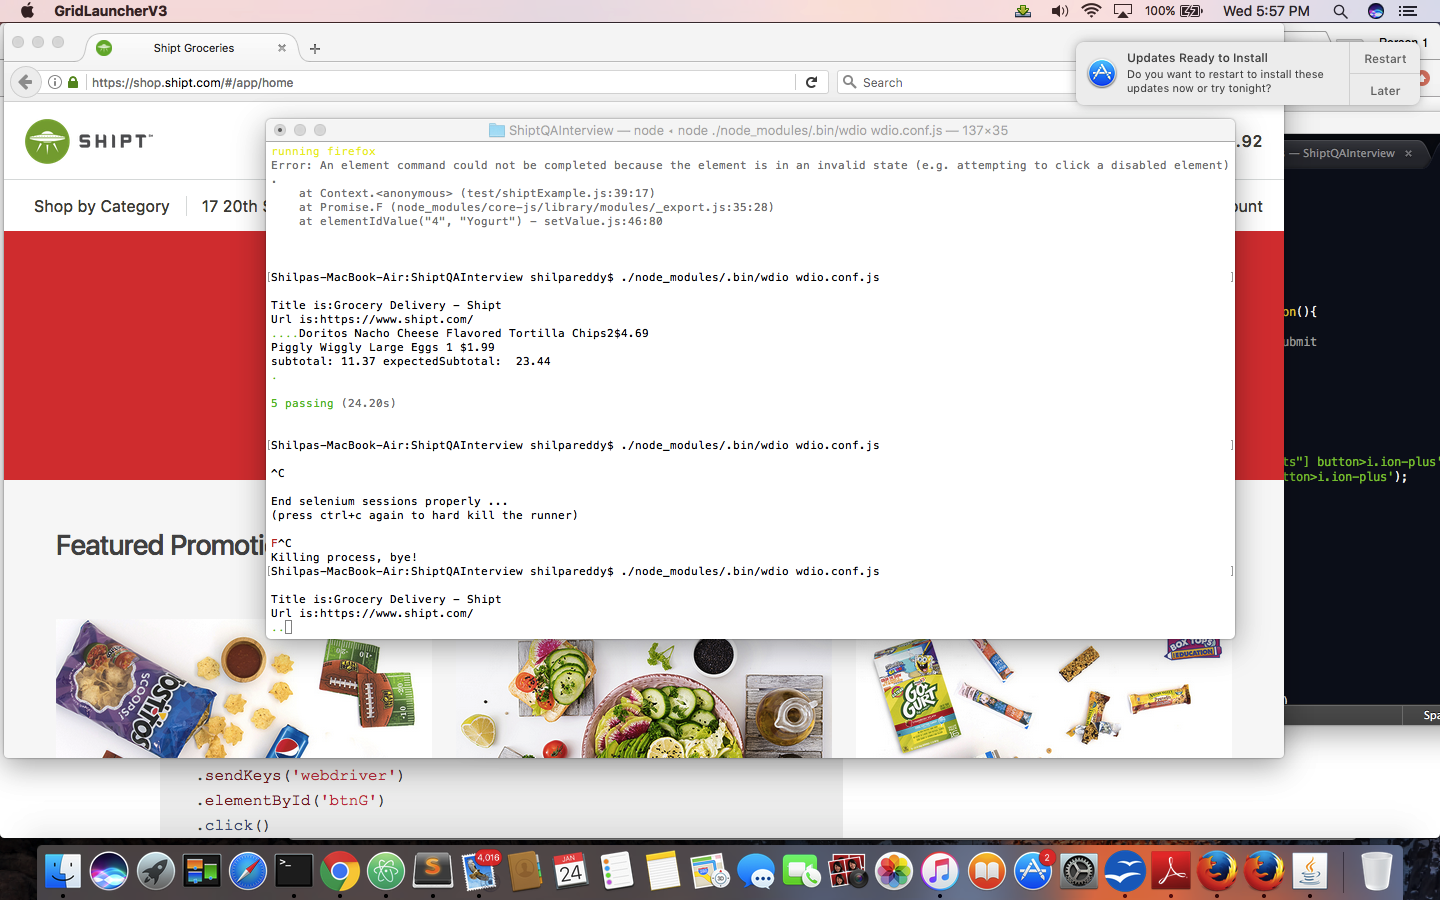 GridLauncherV3
100%
Wed 5:57 PM
Shipt Groceries
Person 1
https://shop.shipt.com/#/app/home
Search
Updates Ready to Install
Do you want to restart to install these
updates now or try tonight?
Restart
Later
SHIPT
.92
Shop by Category
17 20th S
ount
ShiptQAInterview — node • node ./node_modules/.bin/wdio wdio.conf.js — 137×35
running firefox
Error: An element command could not be completed because the element is in an invalid state (e.g. attempting to click a disabled element)
.
at Context.<anonymous> (test/shiptExample.js:39:17)
at Promise.F (node_modules/core-js/library/modules/_export.js:35:28)
at elementIdValue("4", "Yogurt") - setValue.js:46:80
[Shilpas-MacBook-Air:ShiptQAInterview shilpareddy$ ./node_modules/.bin/wdio wdio.conf.js ]
Title is:Grocery Delivery - Shipt
Url is:https://www.shipt.com/
....Doritos Nacho Cheese Flavored Tortilla Chips2$4.69
Piggly Wiggly Large Eggs 1 $1.99
subtotal: 11.37 expectedSubtotal:  23.44
.
5 passing (24.20s)
[Shilpas-MacBook-Air:ShiptQAInterview shilpareddy$ ./node_modules/.bin/wdio wdio.conf.js ]
^C
End selenium sessions properly ...
(press ctrl+c again to hard kill the runner)
F^C
Killing process, bye!
[Shilpas-MacBook-Air:ShiptQAInterview shilpareddy$ ./node_modules/.bin/wdio wdio.conf.js ]
Title is:Grocery Delivery - Shipt
Url is:https://www.shipt.com/
..
— ShiptQAInterview
on(){
ubmit
ts"] button>i.ion-plus'
tton>i.ion-plus');
)
Spa
Featured Promoti
SCOOPS!
TOSTITOS
GO-GURT
BOX TOPS
EDUCATION
.sendKeys('webdriver')
.elementById('btnG')
.click()
4,016
JAN
24
2